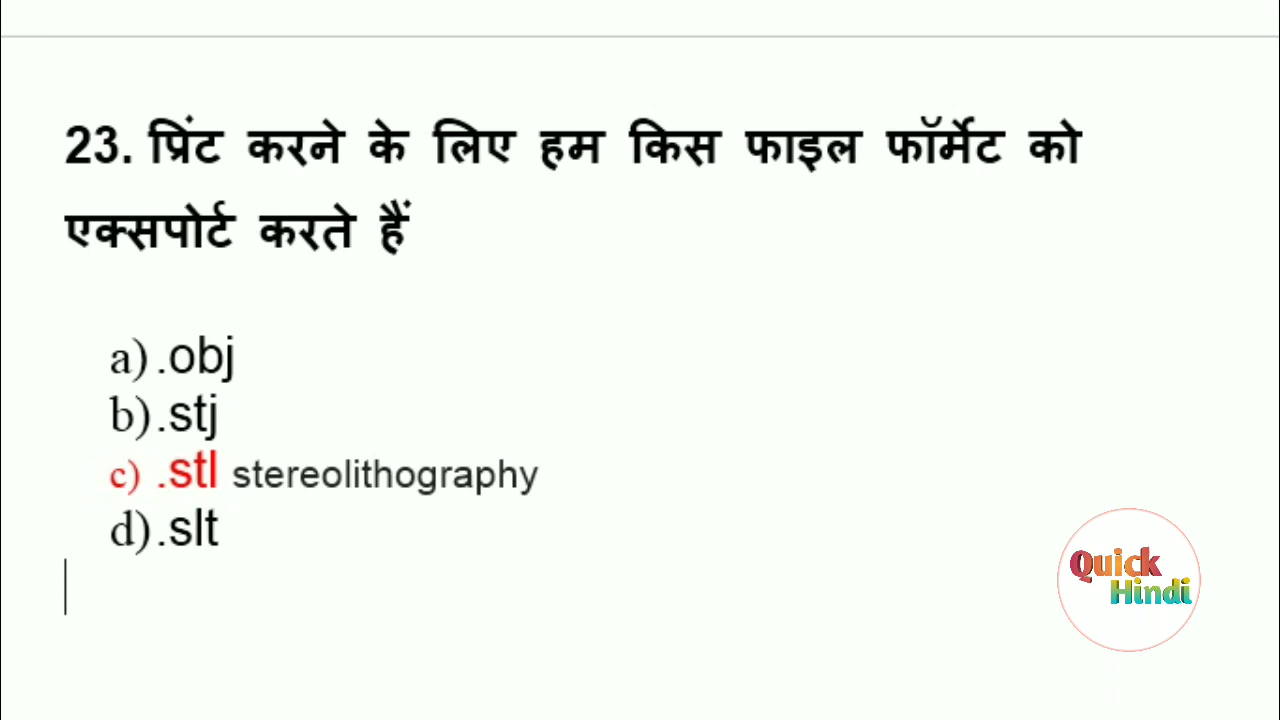 23. प्रिंट करने के लिए हम किस फाइल फॉर्मेट को
एक्सपोर्ट करते हैं
a) .obj
b) .stj
c) .stl stereolithography
d) .slt
Quick
Hindi